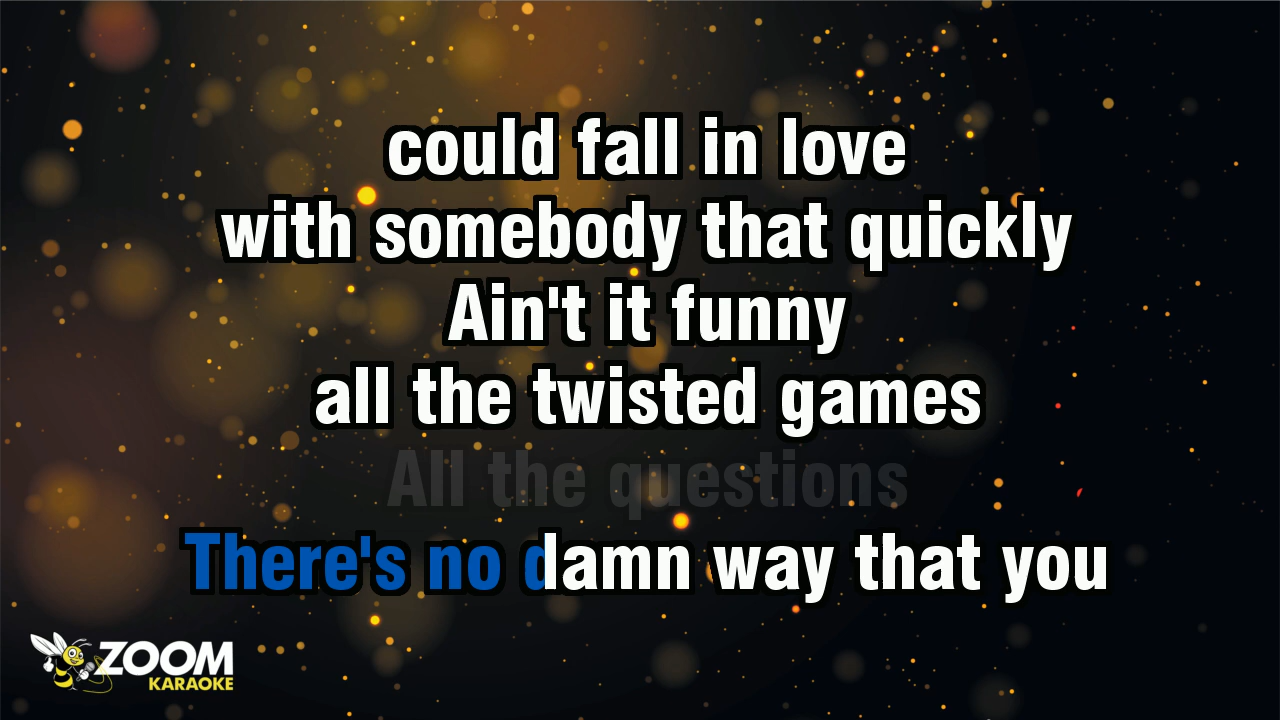 could fall in love
with somebody that quickly
Ain't it funny
all the twisted games
All the questions
There's no damn way that you
ZOOM
KARAOKE